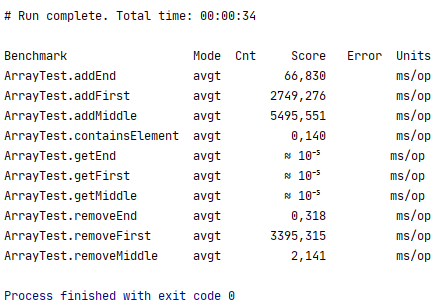 # Run complete. Total time: 00:00:34
Benchmark Mode Cnt Score Error Units
ArrayTest.addEnd avgt 66,830 ms/op
ArrayTest.addFirst avgt 2749,276 ms/op
ArrayTest.addMiddle avgt 5495,551 ms/op
ArrayTest.containsElement avgt 0,140 ms/op
ArrayTest.getEnd avgt ≈ 10⁻⁵ ms/op
ArrayTest.getFirst avgt ≈ 10⁻⁵ ms/op
ArrayTest.getMiddle avgt ≈ 10⁻⁵ ms/op
ArrayTest.removeEnd avgt 0,318 ms/op
ArrayTest.removeFirst avgt 3395,315 ms/op
ArrayTest.removeMiddle avgt 2,141 ms/op
Process finished with exit code 0